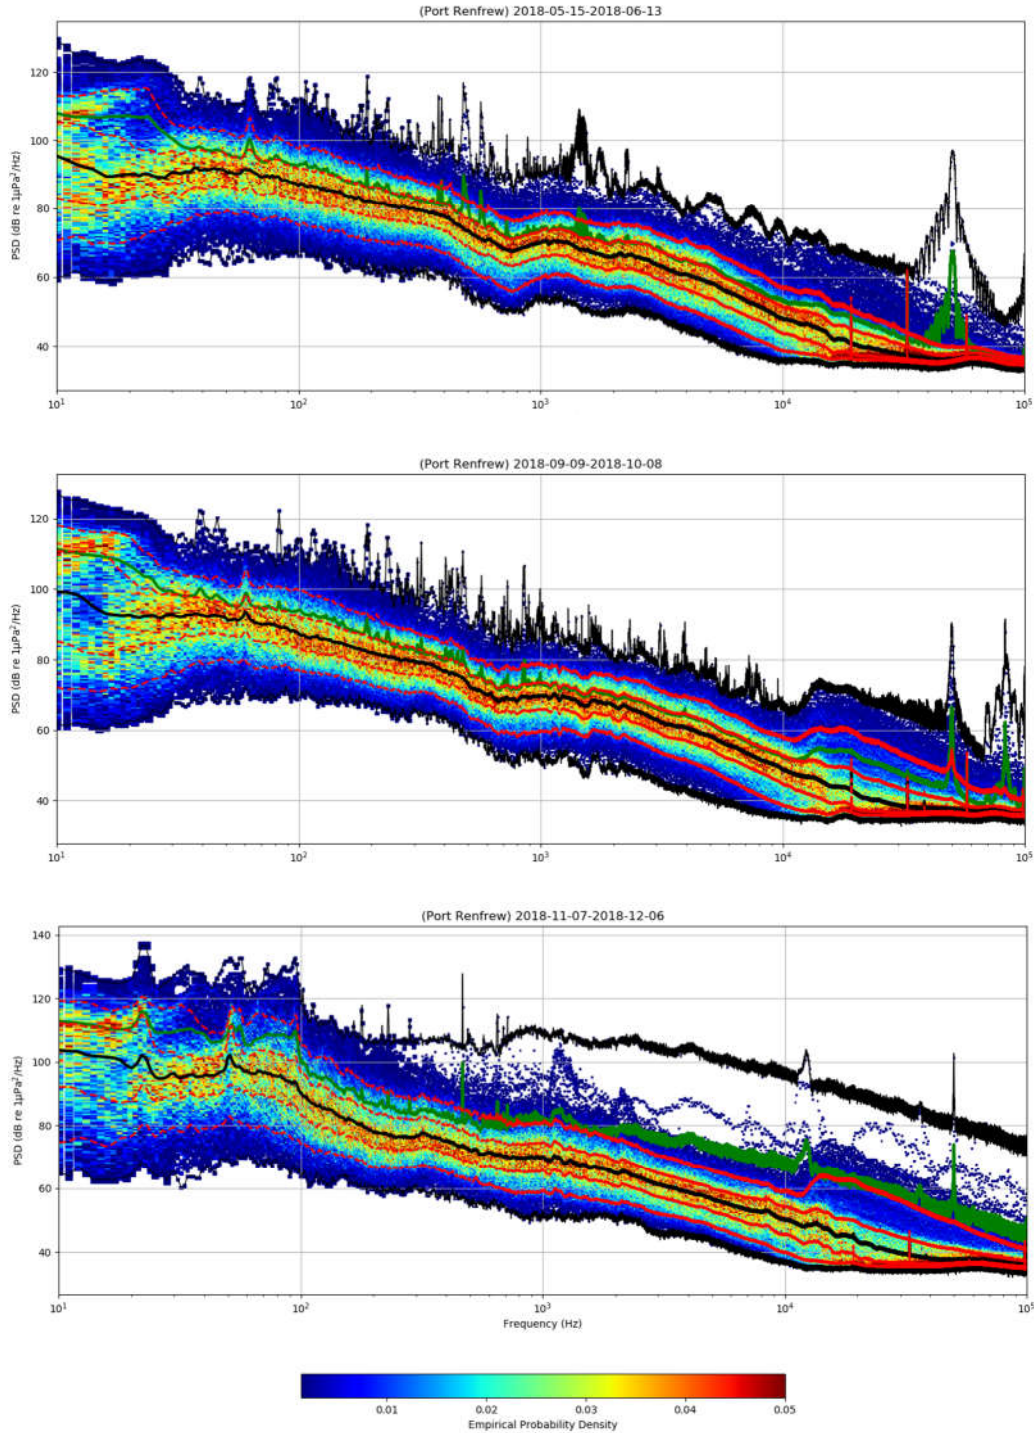 (Port Renfrew) 2018-05-15-2018-06-13
120
100
80
60
40
PSD (dB re 1µPa²/Hz)
10¹ 10² 10³ 10⁴ 10⁵
(Port Renfrew) 2018-09-09-2018-10-08
120
100
80
60
40
PSD (dB re 1µPa²/Hz)
10¹ 10² 10³ 10⁴ 10⁵
(Port Renfrew) 2018-11-07-2018-12-06
140
120
100
80
60
40
PSD (dB re 1µPa²/Hz)
10¹ 10² 10³ 10⁴ 10⁵
Frequency (Hz)
0.01 0.02 0.03 0.04 0.05
Empirical Probability Density